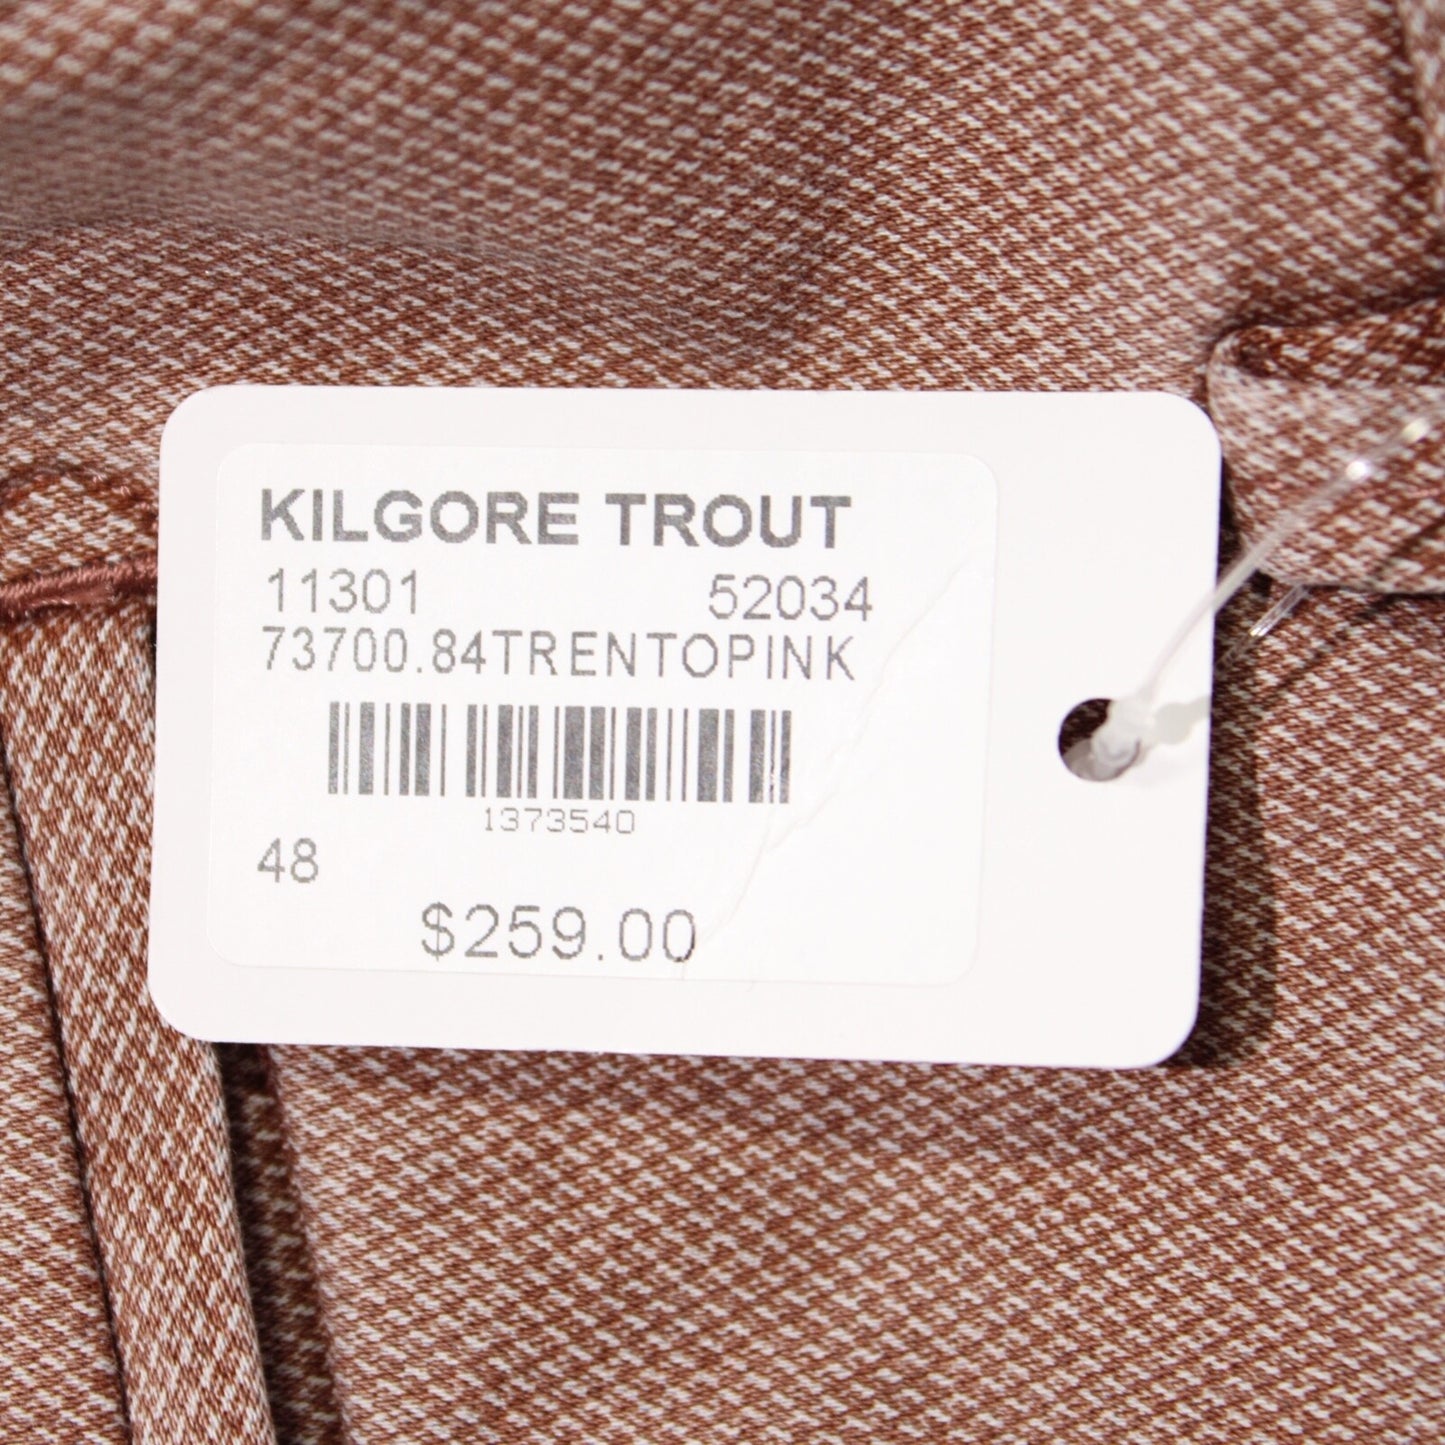 KILGORE TROUT
11301 52034
73700.84TRENTOPINK
1373540
48
$259.00